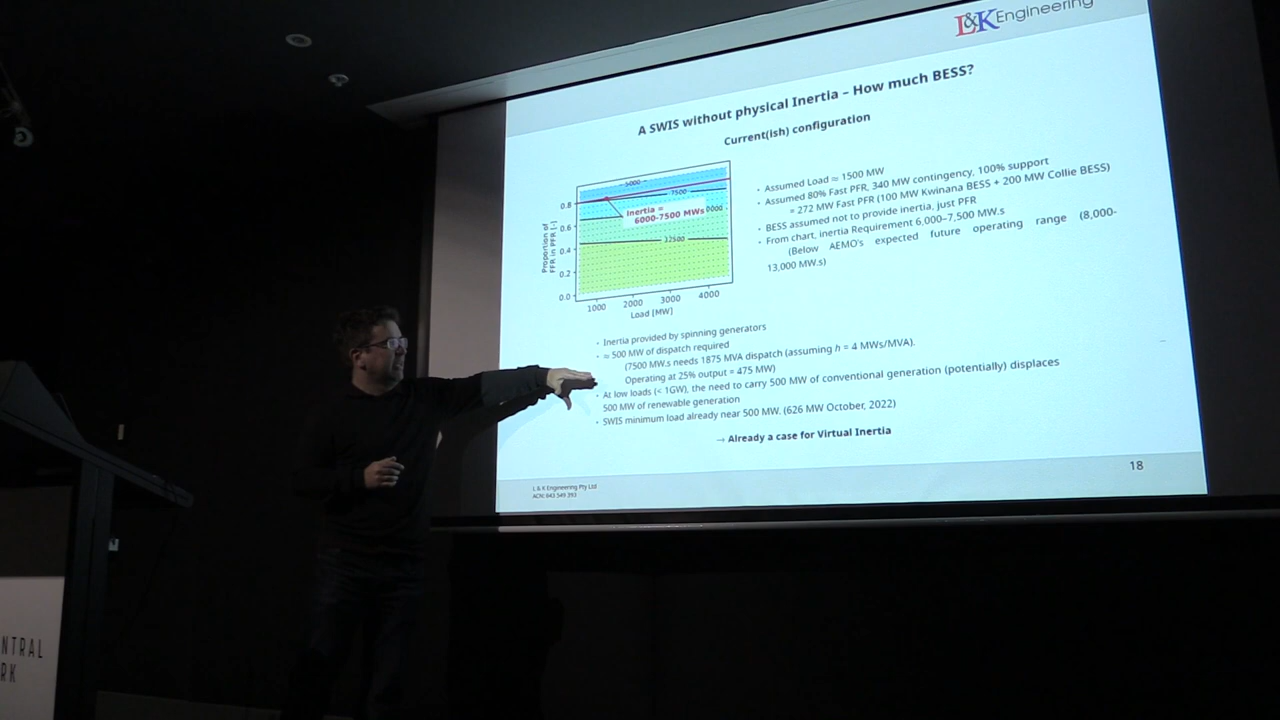 L&K Engineering
A SWIS without physical Inertia – How much BESS?
Current(ish) configuration
5000
7500
0000
12500
Inertia =
6000-7500 MWs
0.8
0.6
0.4
0.2
0.0
Proportion of
FFR in PFR [-]
1000 2000 3000 4000
Load [MW]
• Assumed Load ≈ 1500 MW
• Assumed 80% Fast PFR, 340 MW contingency, 100% support
= 272 MW Fast PFR (100 MW Kwinana BESS + 200 MW Collie BESS)
• BESS assumed not to provide inertia, just PFR
• From chart, inertia Requirement 6,000–7,500 MW.s
(Below AEMO's expected future operating range (8,000-
13,000 MW.s)
• Inertia provided by spinning generators
• ≈ 500 MW of dispatch required
(7500 MW.s needs 1875 MVA dispatch (assuming h = 4 MWs/MVA).
Operating at 25% output = 475 MW)
• At low loads (< 1GW), the need to carry 500 MW of conventional generation (potentially) displaces
500 MW of renewable generation
• SWIS minimum load already near 500 MW. (626 MW October, 2022)
→ Already a case for Virtual Inertia
L & K Engineering Pty Ltd
ACN: 643 549 393
18
NTRAL
RK